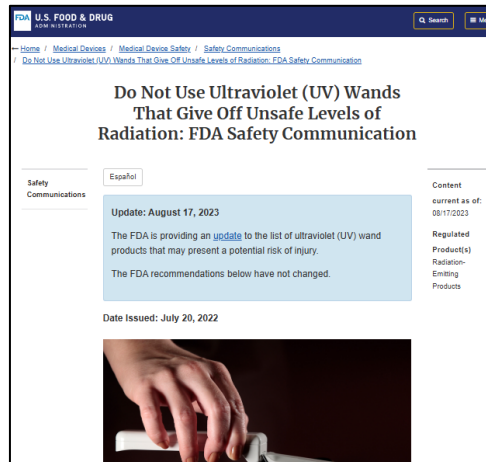 FDA U.S. FOOD & DRUG
ADMINISTRATION
Search
← Home / Medical Devices / Medical Device Safety / Safety Communications
/ Do Not Use Ultraviolet (UV) Wands That Give Off Unsafe Levels of Radiation: FDA Safety Communication
Do Not Use Ultraviolet (UV) Wands
That Give Off Unsafe Levels of
Radiation: FDA Safety Communication
Safety
Communications
Español
Update: August 17, 2023
The FDA is providing an update to the list of ultraviolet (UV) wand
products that may present a potential risk of injury.
The FDA recommendations below have not changed.
Date Issued: July 20, 2022
Content
current as of:
08/17/2023
Regulated
Product(s)
Radiation-
Emitting
Products